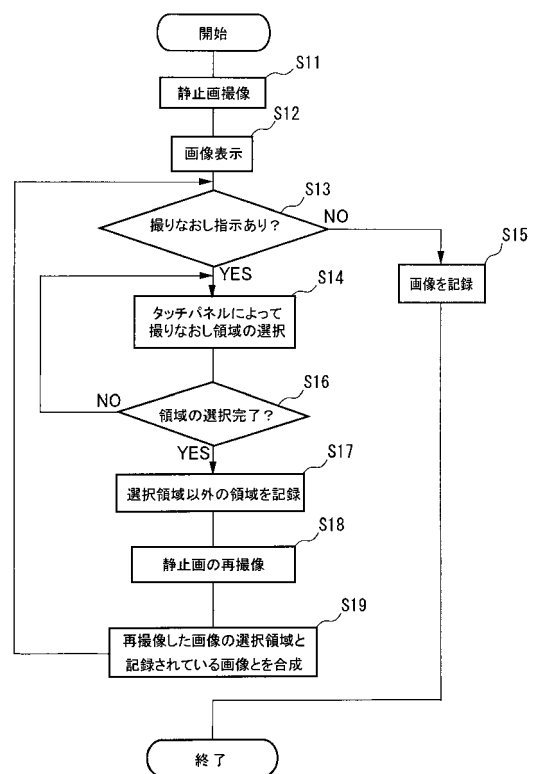 開始
S11
静止画撮像
S12
画像表示
S13
撮りなおし指示あり？
NO
S15
画像を記録
YES
S14
タッチパネルによって
撮りなおし領域の選択
S16
領域の選択完了？
NO
YES
S17
選択領域以外の領域を記録
S18
静止画の再撮像
S19
再撮像した画像の選択領域と
記録されている画像とを合成
終了